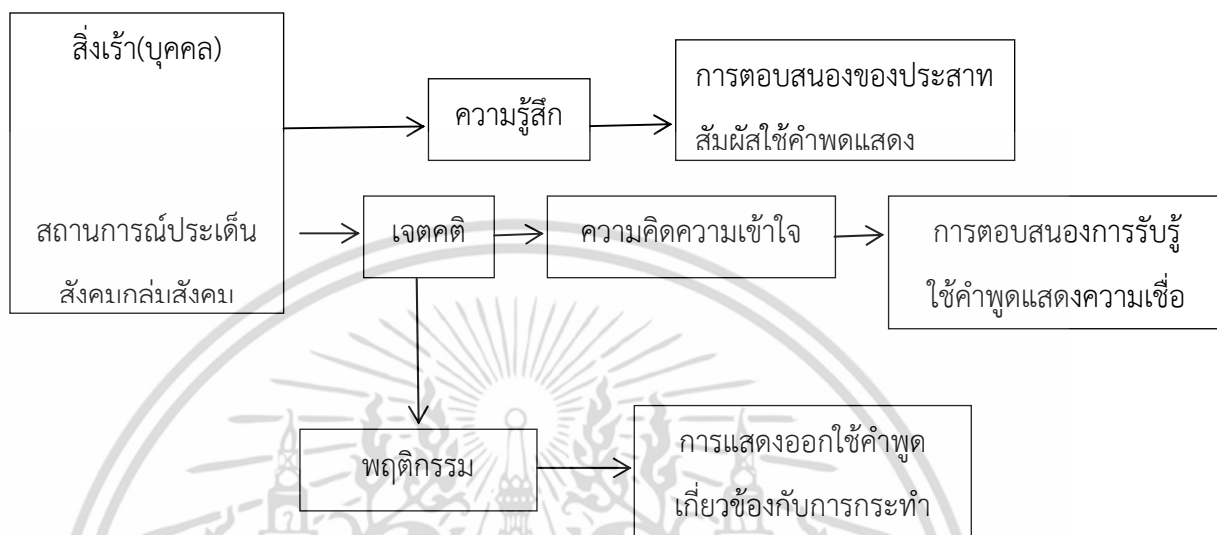 สิ่งเร้า(บุคคล)
การตอบสนองของประสาท
ความรู้สึก
สัมผัสใช้คำพูดแสดง
สถานการณ์ประเด็น
เจตคติ
ความคิดความเข้าใจ
การตอบสนองการรับรู้
สังคมกลุ่มสังคม
ใช้คำพูดแสดงความเชื่อ
การแสดงออกใช้คำพูด
พฤติกรรม
เกี่ยวข้องกับการกระทำ